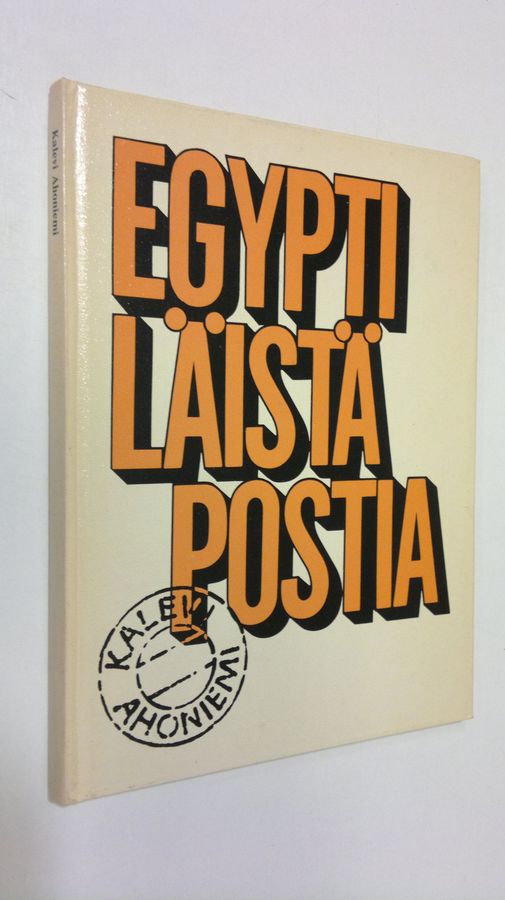 Kalevi Ahoniemi
EGYPTI
LÄISTÄ
POSTIA
KALEVI
AHONIEMI